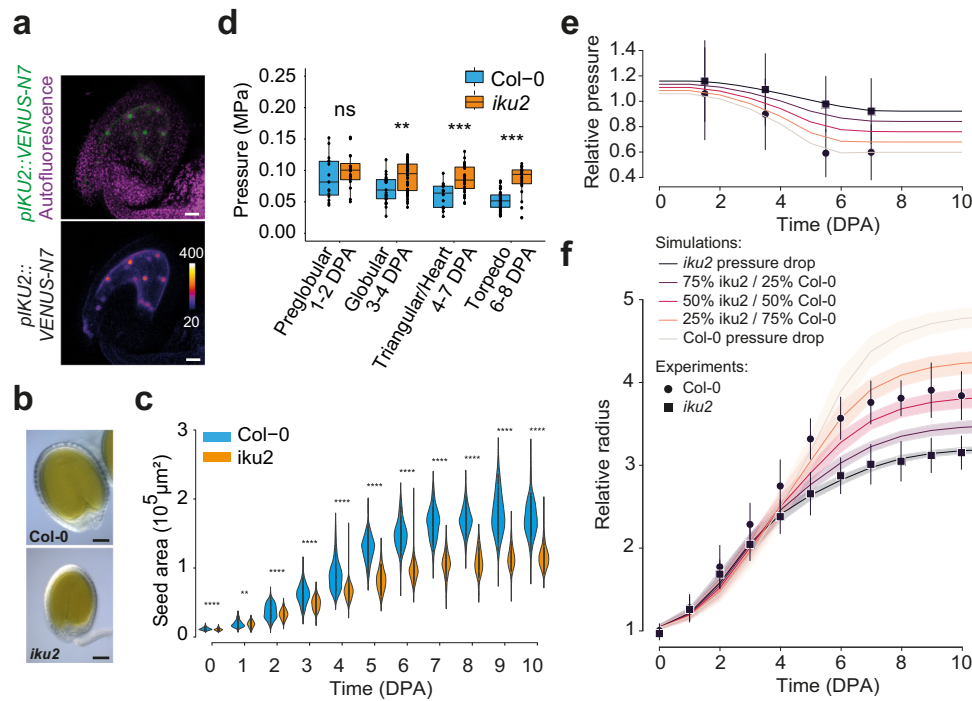 a
pIKU2::VENUS-N7
Autofluorescence
pIKU2::
VENUS-N7
400
20
b
Col-0
iku2
c
Col−0
iku2
Seed area (10⁵µm²)
3
2
1
0
**** ** **** **** **** **** **** **** **** **** ****
0 1 2 3 4 5 6 7 8 9 10
Time (DPA)
d
Pressure (MPa)
0.25
0.20
0.15
0.10
0.05
0.00
Col−0
iku2
ns ** *** ***
Preglobular
1-2 DPA
Globular
3-4 DPA
Triangular/Heart
4-7 DPA
Torpedo
6-8 DPA
e
Relative pressure
1.4
1.2
1.0
0.8
0.6
0.4
0 2 4 6 8 10
Time (DPA)
f
Simulations:
iku2 pressure drop
75% iku2 / 25% Col-0
50% iku2 / 50% Col-0
25% iku2 / 75% Col-0
Col-0 pressure drop
Experiments:
Col-0
iku2
Relative radius
5
4
3
2
1
0 2 4 6 8 10
Time (DPA)